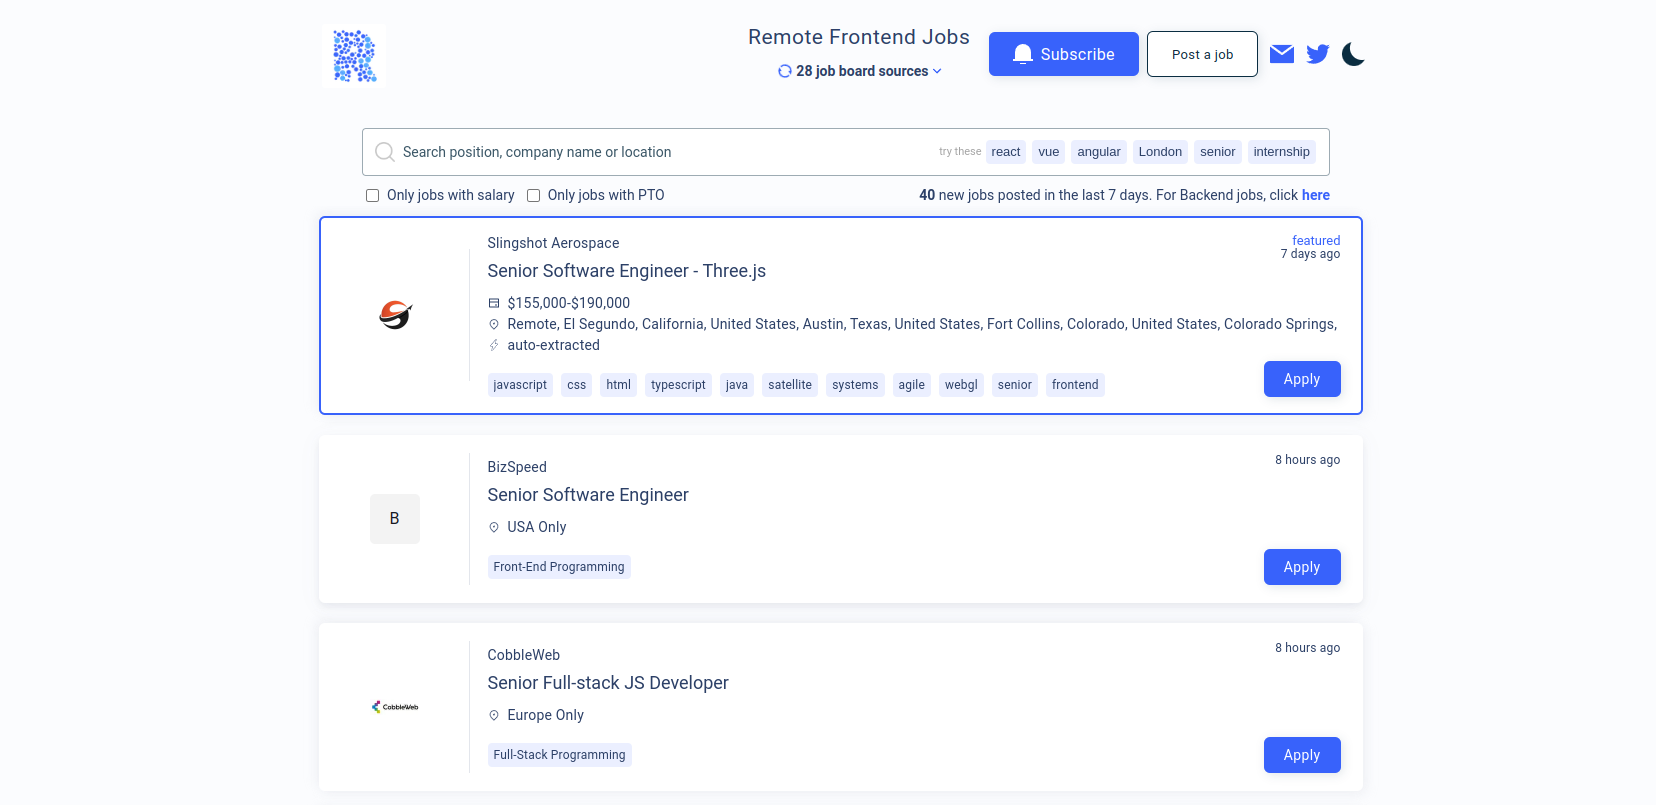 Remote Frontend Jobs
28 job board sources
Subscribe
Post a job
Search position, company name or location
try these react vue angular London senior internship
Only jobs with salary Only jobs with PTO
40 new jobs posted in the last 7 days. For Backend jobs, click here
Slingshot Aerospace
featured
7 days ago
Senior Software Engineer - Three.js
$155,000-$190,000
Remote, El Segundo, California, United States, Austin, Texas, United States, Fort Collins, Colorado, United States, Colorado Springs,
auto-extracted
javascript css html typescript java satellite systems agile webgl senior frontend
Apply
BizSpeed
8 hours ago
B
Senior Software Engineer
USA Only
Front-End Programming
Apply
CobbleWeb
8 hours ago
Senior Full-stack JS Developer
CobbleWeb
Europe Only
Full-Stack Programming
Apply